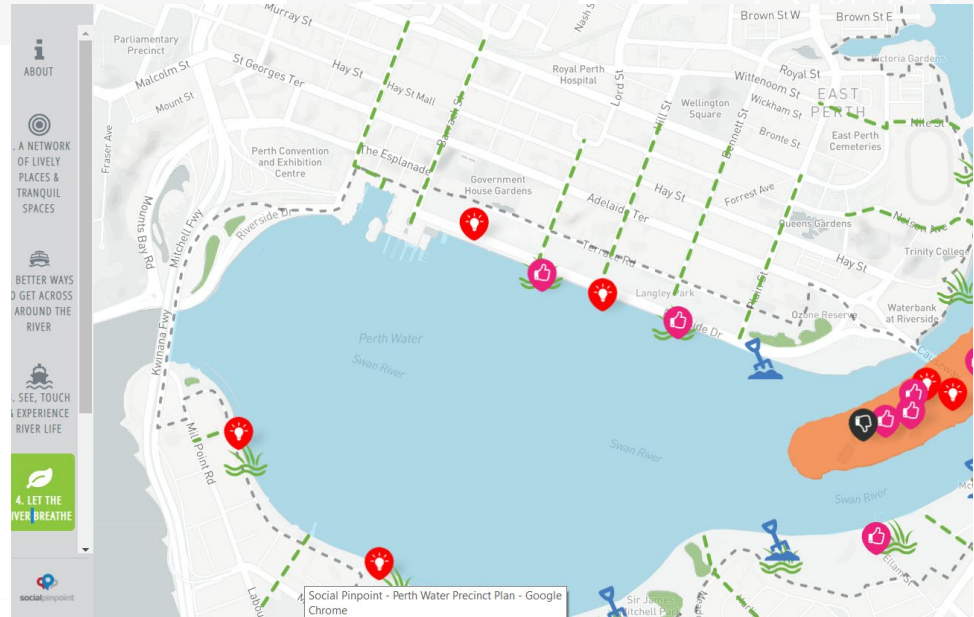 ABOUT
. A NETWORK
OF LIVELY
PLACES &
TRANQUIL
SPACES
BETTER WAYS
O GET ACROSS
AROUND THE
RIVER
. SEE, TOUCH
& EXPERIENCE
RIVER LIFE
4. LET THE
IVER BREATHE
socialpinpoint
Murray St
Nash St
Brown St W
Brown St E
Parliamentary
Precinct
St Georges Ter
Hay St
Malcolm St
Mount St
Hay St Mall
Royal Perth
Hospital
Lord St
Victoria Gardens
Royal St
Wittenoom St
EAST
PERTH
Wickham St
Wellington
Square
Hill St
Bronte St
East Perth
Cemeteries
Nile St
Fraser Ave
Barrack St
Bennett St
Perth Convention
and Exhibition
Centre
The Esplanade
Government
House Gardens
Adelaide Ter
Hay St
Forrest Ave
Queens Gardens
Nelson Ave
Mounts Bay Rd
Mitchell Fwy
Riverside Dr
Terrace Rd
Trinity College
Hay St
Plain St
Langley Park
Ozone Reserve
Waterbank
at Riverside
side Dr
Causeway
Kwinana Fwy
Perth Water
Swan River
Mill Point Rd
Swan River
Swan River
Mc
Ellam St
Labou
Sir James
Mitchell Park
Social Pinpoint - Perth Water Precinct Plan - Google
Chrome